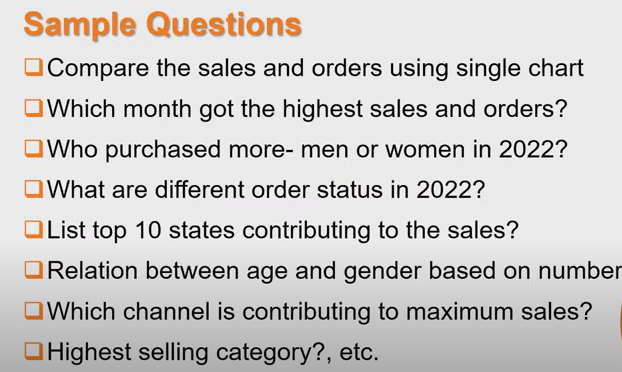 Sample Questions
❑Compare the sales and orders using single chart
❑Which month got the highest sales and orders?
❑Who purchased more- men or women in 2022?
❑What are different order status in 2022?
❑List top 10 states contributing to the sales?
❑Relation between age and gender based on number
❑Which channel is contributing to maximum sales?
❑Highest selling category?, etc.